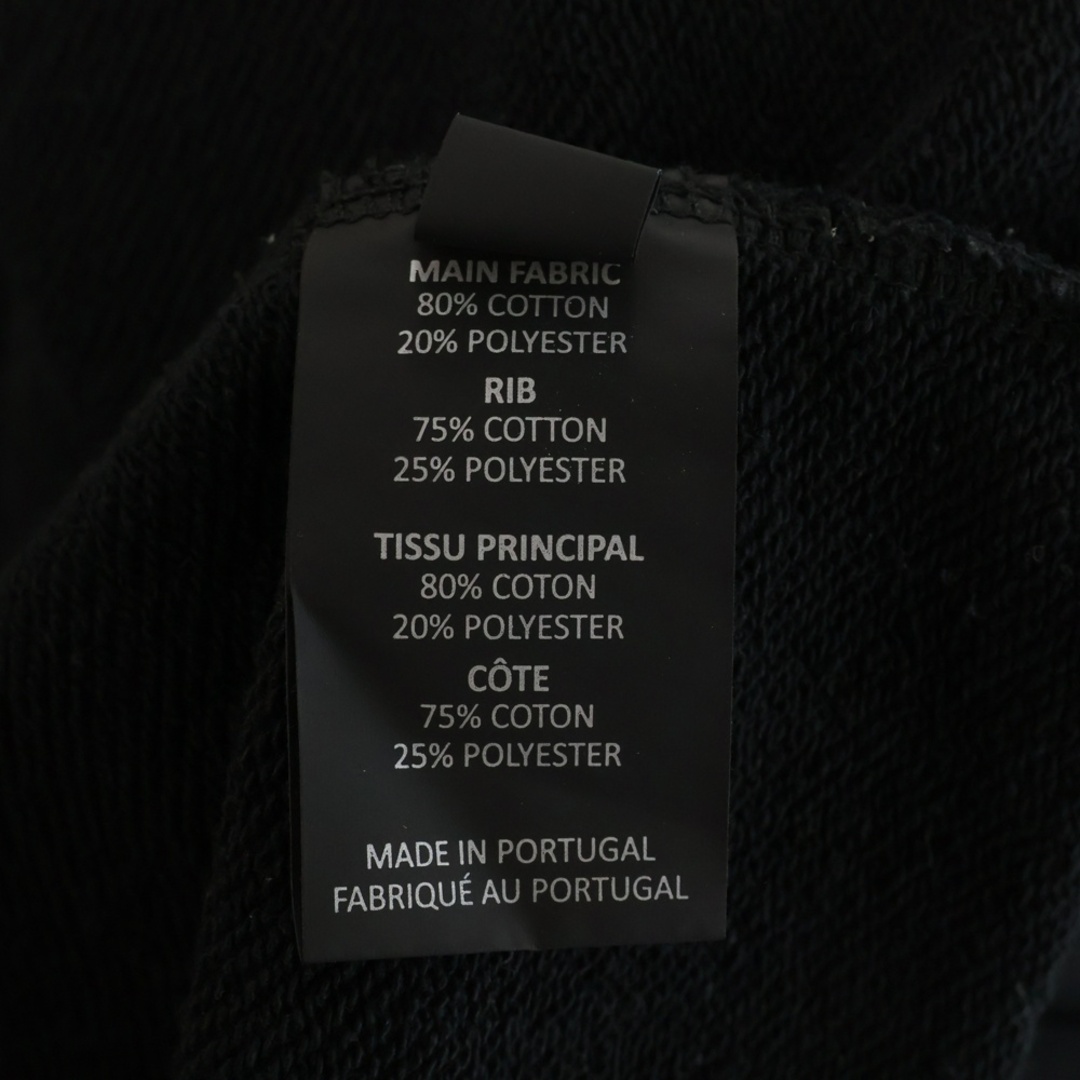 MAIN FABRIC
80% COTTON
20% POLYESTER
RIB
75% COTTON
25% POLYESTER
TISSU PRINCIPAL
80% COTON
20% POLYESTER
CÔTE
75% COTON
25% POLYESTER
MADE IN PORTUGAL
FABRIQUÉ AU PORTUGAL